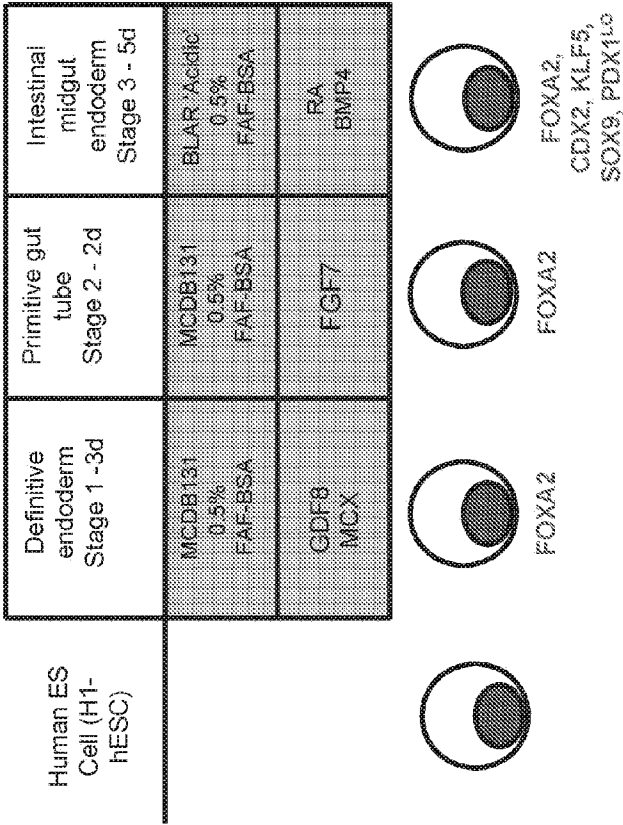 Human ES
Cell (H1-
hESC)
Definitive
endoderm
Stage 1 -3d
Primitive gut
tube
Stage 2 - 2d
Intestinal
midgut
endoderm
Stage 3 - 5d
MCDB131
0.5%
FAF-BSA
MCDB131
0.5%
FAF-BSA
BLAR 'Acidic'
0.5%
FAF-BSA
GDF8
MCX
FGF7
RA
BMP4
FOXA2
FOXA2
FOXA2,
CDX2, KLF5,
SOX9, PDX1LO